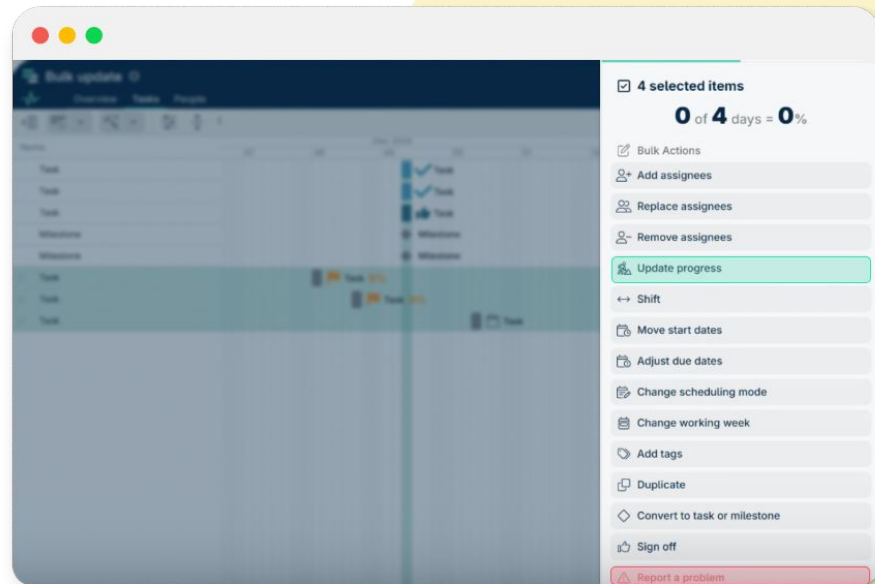 Bulk update
Overview Tasks People
Name
Task
Task
Task
Milestone
Milestone
Task
Task
Task
Task
Task
Task
Milestone
Milestone
Task
Task
Task
4 selected items
0 of 4 days = 0%
Bulk Actions
Add assignees
Replace assignees
Remove assignees
Update progress
Shift
Move start dates
Adjust due dates
Change scheduling mode
Change working week
Add tags
Duplicate
Convert to task or milestone
Sign off
Report a problem